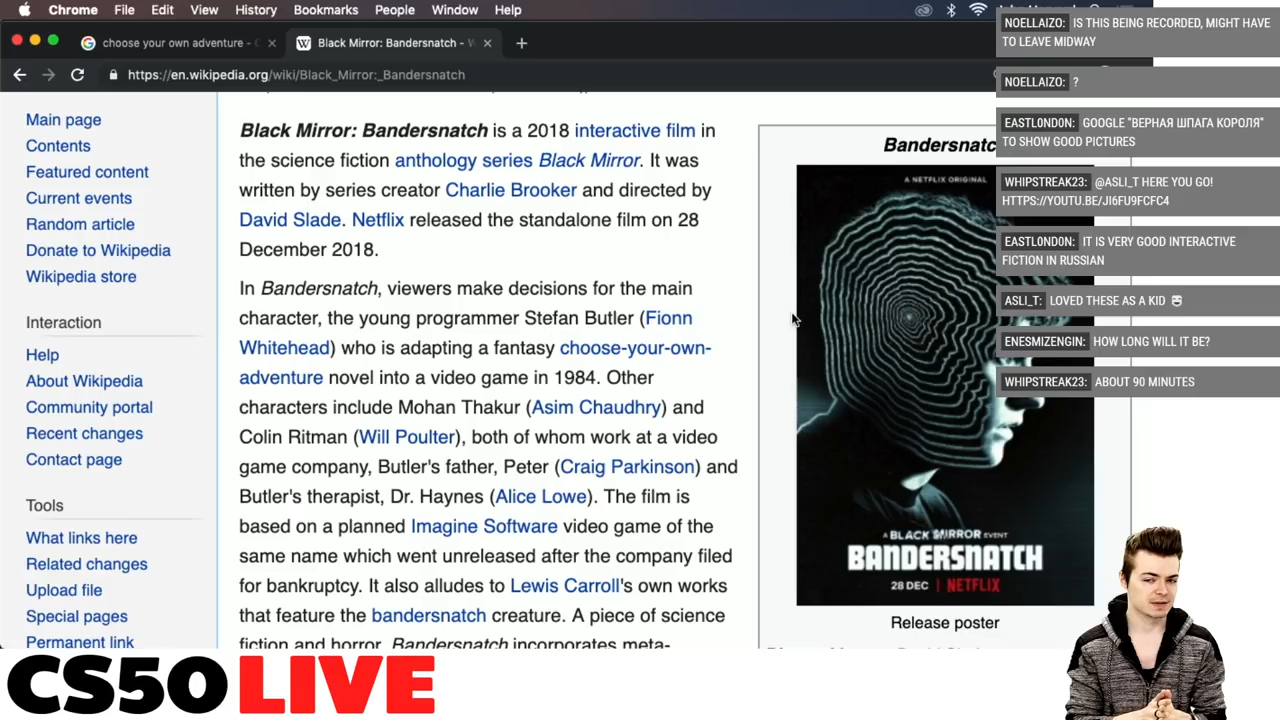 Chrome File Edit View History Bookmarks People Window Help
choose your own adventure - Black Mirror: Bandersnatch -
https://en.wikipedia.org/wiki/Black_Mirror:_Bandersnatch
Main page
Contents
Featured content
Current events
Random article
Donate to Wikipedia
Wikipedia store
Interaction
Help
About Wikipedia
Community portal
Recent changes
Contact page
Tools
What links here
Related changes
Upload file
Special pages
Permanent link
Black Mirror: Bandersnatch is a 2018 interactive film in
the science fiction anthology series Black Mirror. It was
written by series creator Charlie Brooker and directed by
David Slade. Netflix released the standalone film on 28
December 2018.
In Bandersnatch, viewers make decisions for the main
character, the young programmer Stefan Butler (Fionn
Whitehead) who is adapting a fantasy choose-your-own-
adventure novel into a video game in 1984. Other
characters include Mohan Thakur (Asim Chaudhry) and
Colin Ritman (Will Poulter), both of whom work at a video
game company, Butler's father, Peter (Craig Parkinson) and
Butler's therapist, Dr. Haynes (Alice Lowe). The film is
based on a planned Imagine Software video game of the
same name which went unreleased after the company filed
for bankruptcy. It also alludes to Lewis Carroll's own works
that feature the bandersnatch creature. A piece of science
fiction and horror, Bandersnatch incorporates meta-
Bandersnatc
A NETFLIX ORIGINAL
A BLACK MIRROR EVENT
BANDERSNATCH
28 DEC | NETFLIX
Release poster
NOELLAIZO: IS THIS BEING RECORDED, MIGHT HAVE
TO LEAVE MIDWAY
NOELLAIZO: ?
EASTL0ND0N: GOOGLE "ВЕРНАЯ ШПАГА КОРОЛЯ"
TO SHOW GOOD PICTURES
WHIPSTREAK23: @ASLI_T HERE YOU GO!
HTTPS://YOUTU.BE/JI6FU9FCFC4
EASTL0ND0N: IT IS VERY GOOD INTERACTIVE
FICTION IN RUSSIAN
ASLI_T: LOVED THESE AS A KID
ENESMIZENGIN: HOW LONG WILL IT BE?
WHIPSTREAK23: ABOUT 90 MINUTES
CS50 LIVE